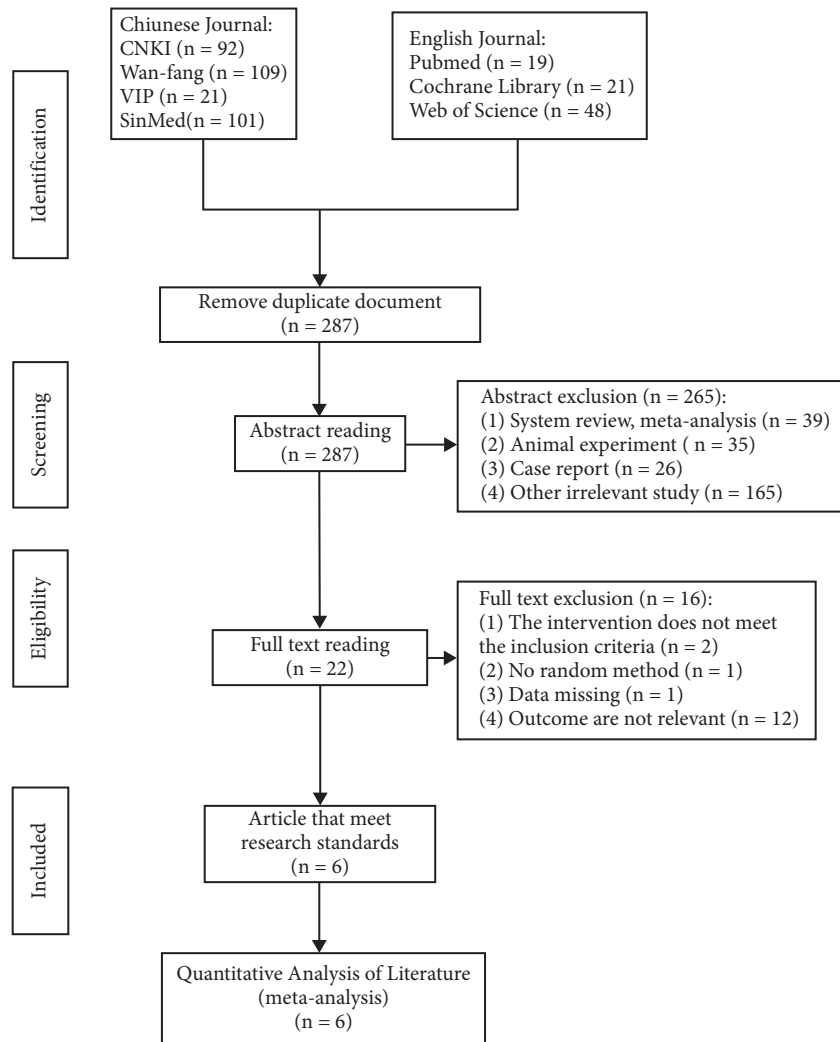 Chiunese Journal:
CNKI (n = 92)
Wan-fang (n = 109)
VIP (n = 21)
SinMed(n = 101)
English Journal:
Pubmed (n = 19)
Cochrane Library (n = 21)
Web of Science (n = 48)
Identification
Remove duplicate document
(n = 287)
Screening
Abstract reading
(n = 287)
Abstract exclusion (n = 265):
(1) System review, meta-analysis (n = 39)
(2) Animal experiment ( n = 35)
(3) Case report (n = 26)
(4) Other irrelevant study (n = 165)
Eligibility
Full text reading
(n = 22)
Full text exclusion (n = 16):
(1) The intervention does not meet
the inclusion criteria (n = 2)
(2) No random method (n = 1)
(3) Data missing (n = 1)
(4) Outcome are not relevant (n = 12)
Included
Article that meet
research standards
(n = 6)
Quantitative Analysis of Literature
(meta-analysis)
(n = 6)